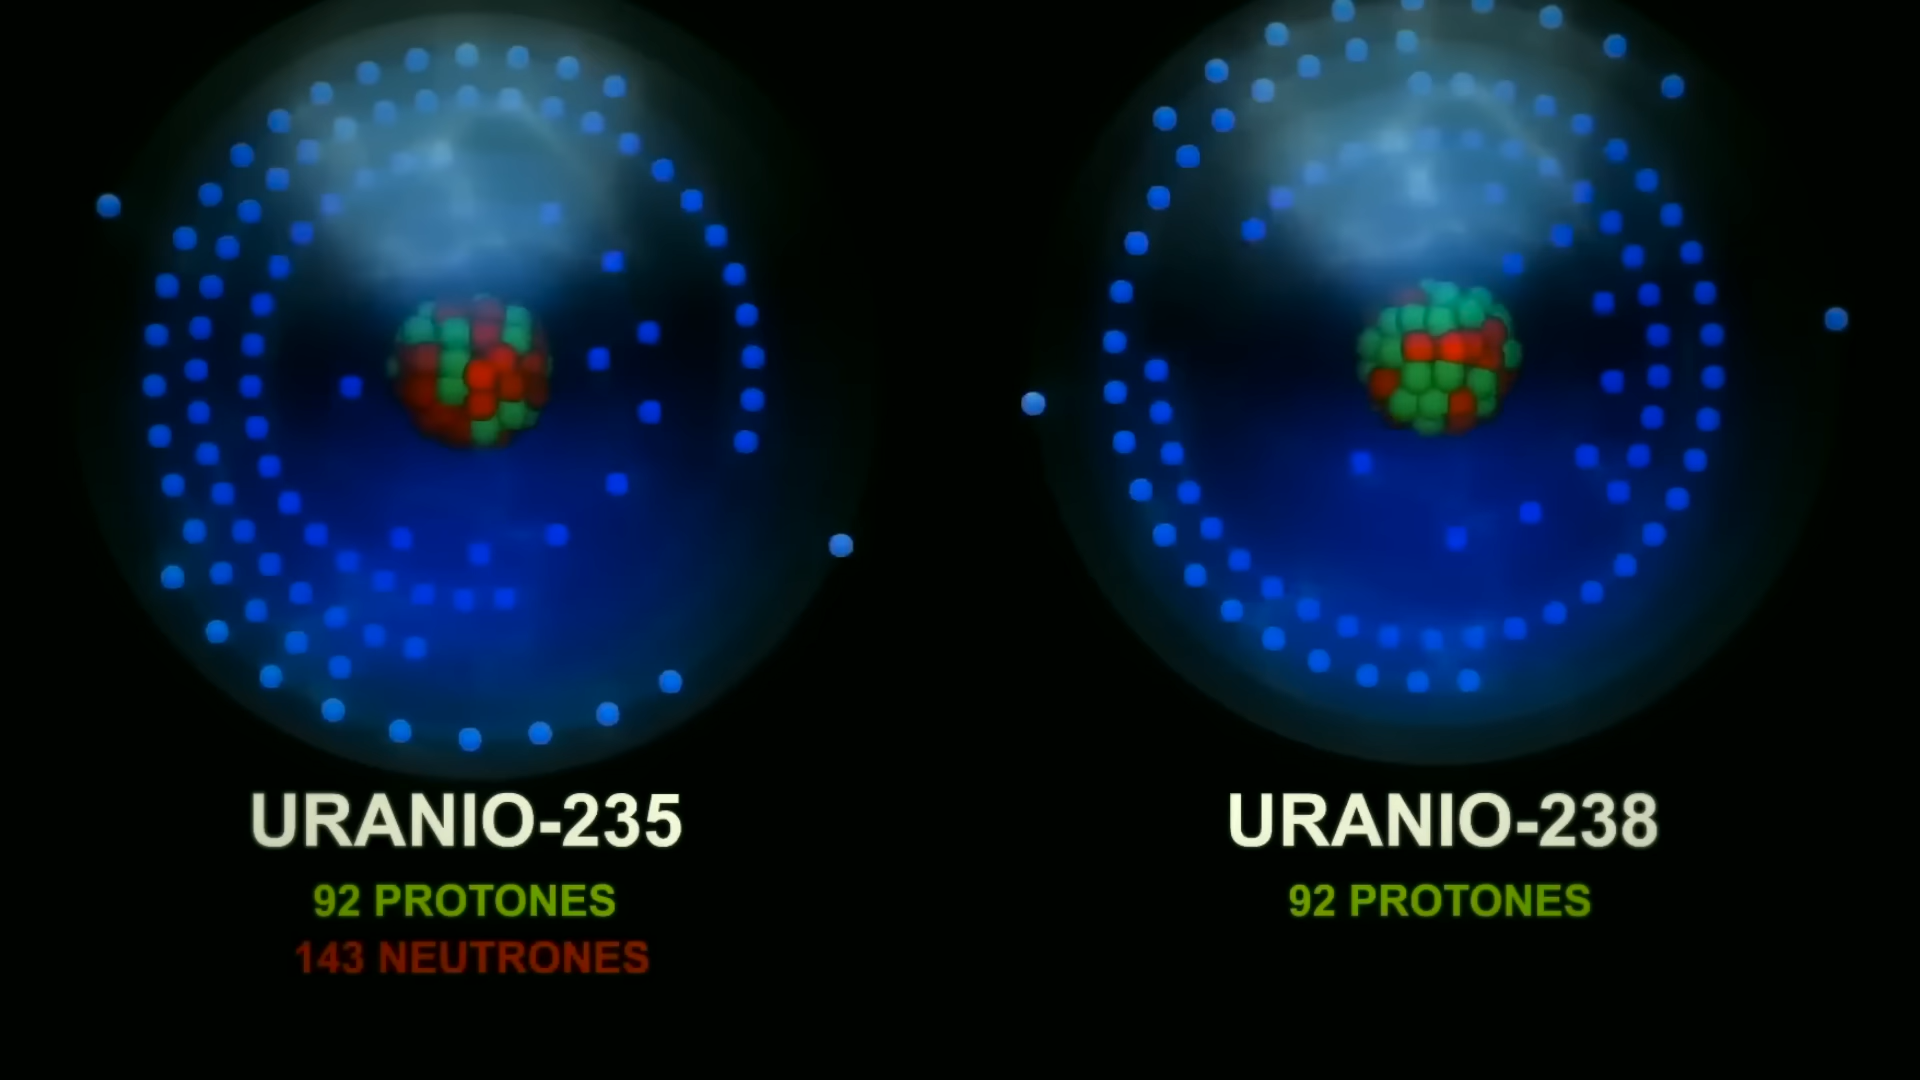 URANIO-235
92 PROTONES
143 NEUTRONES
URANIO-238
92 PROTONES